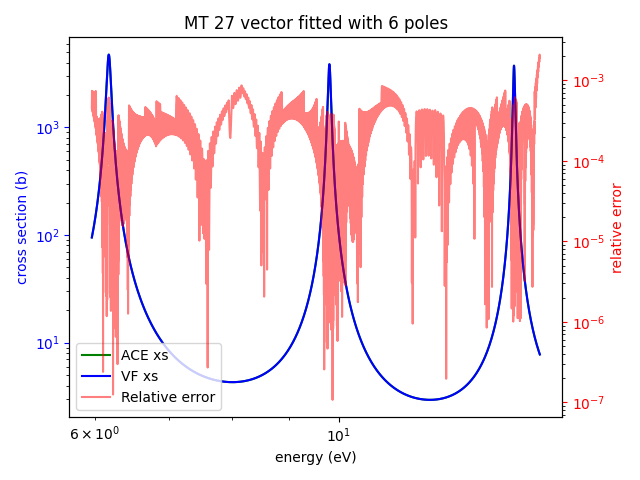 MT 27 vector fitted with 6 poles
cross section (b)
10³
10²
10¹
10⁻³
10⁻⁴
10⁻⁵
10⁻⁶
10⁻⁷
relative error
ACE xs
VF xs
Relative error
6 × 10⁰
10¹
energy (eV)